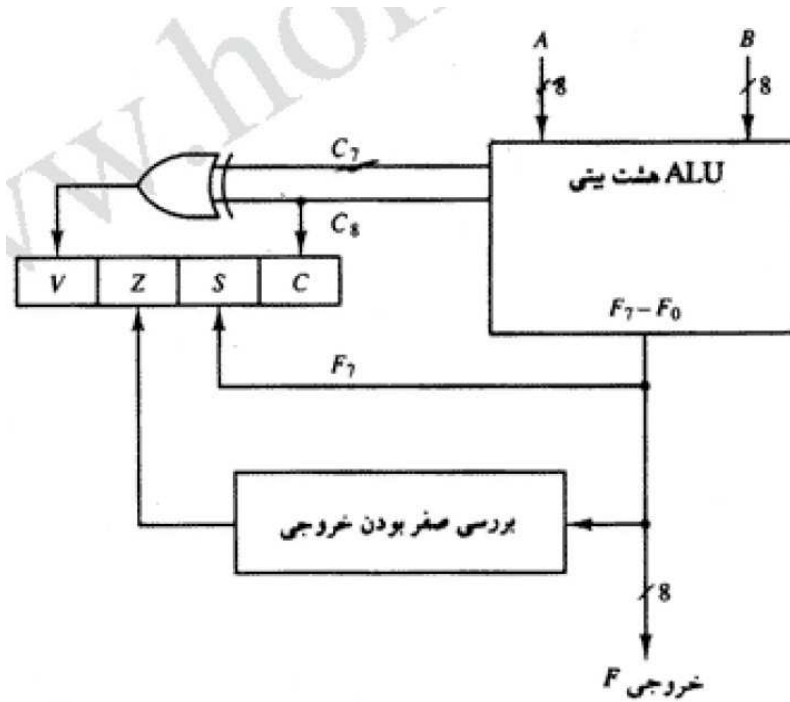 A
B
8
8
C₇
ALU هشت بیتی
C₈
V Z S C
F₇ – F₀
F₇
بررسی صفر بودن خروجی
8
خروجی F